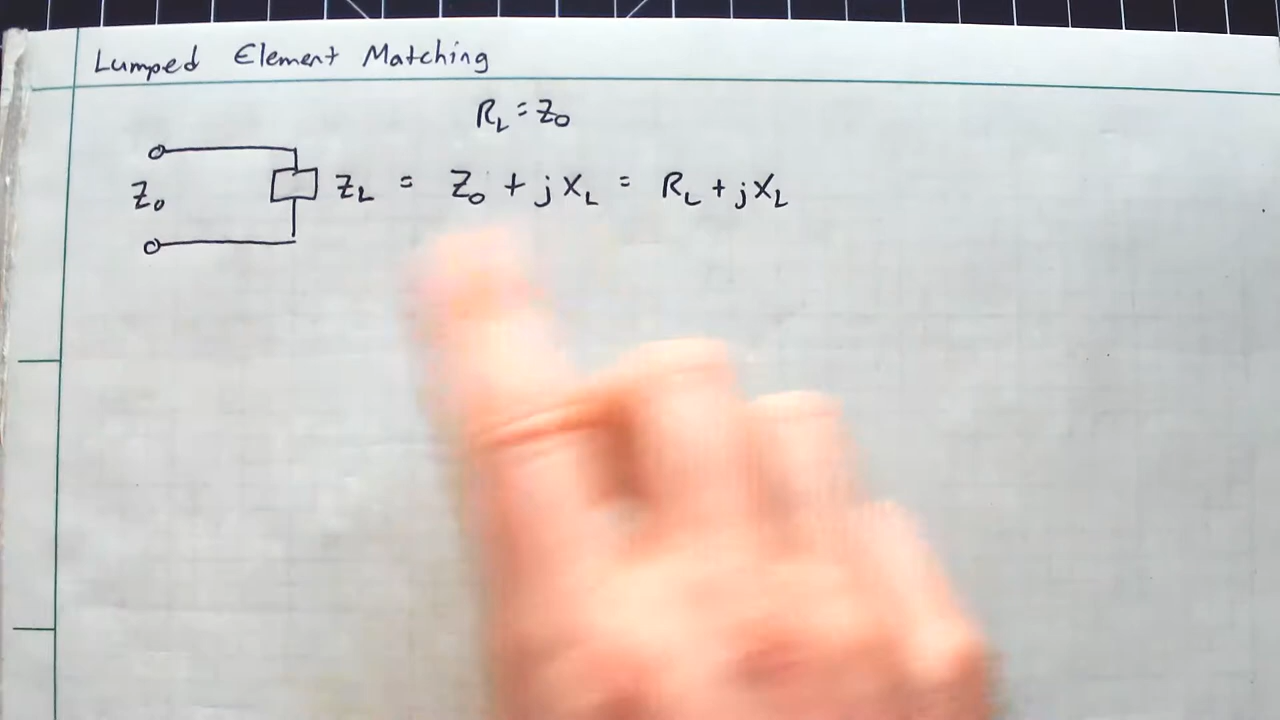 Lumped Element Matching
R_L = Z_0
Z_0 Z_L = Z_0 + j X_L = R_L + j X_L